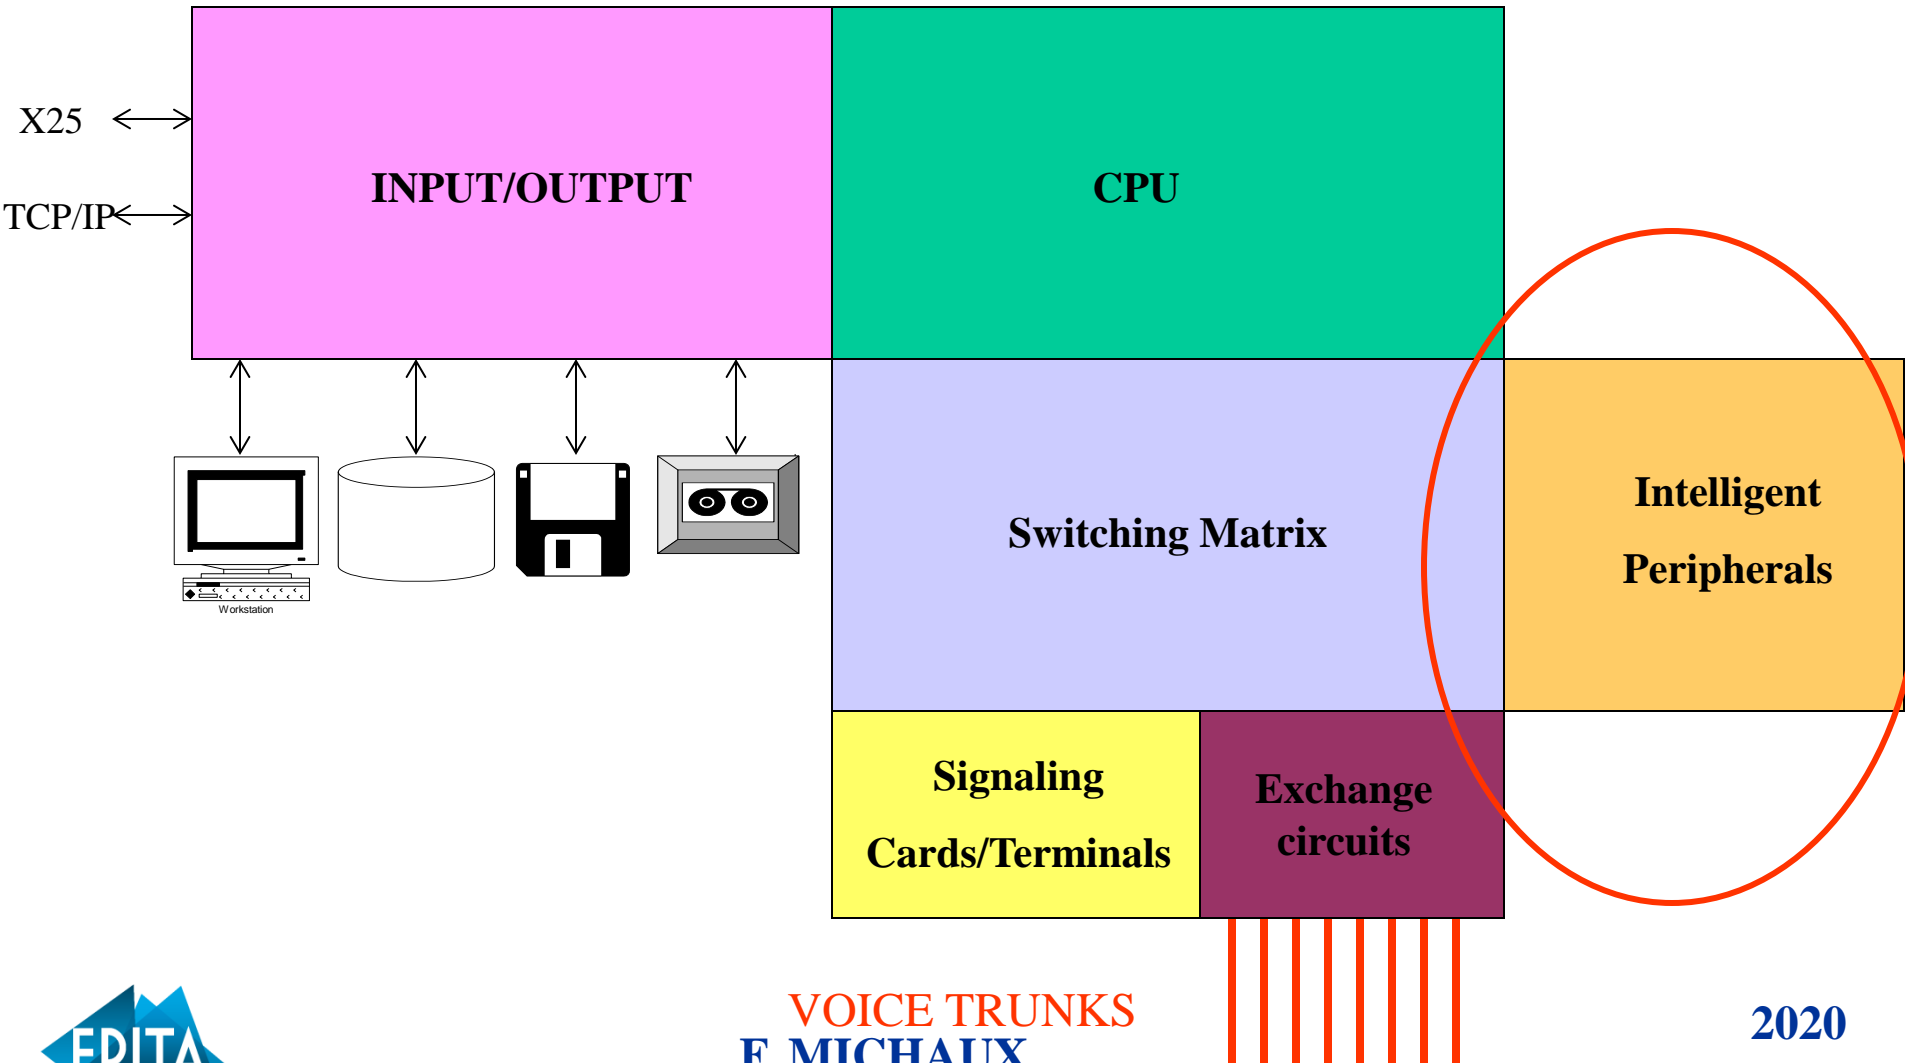 X25
TCP/IP
INPUT/OUTPUT
CPU
Workstation
Switching Matrix
Intelligent
Peripherals
Signaling
Cards/Terminals
Exchange
circuits
VOICE TRUNKS
F. MICHAUX
2020